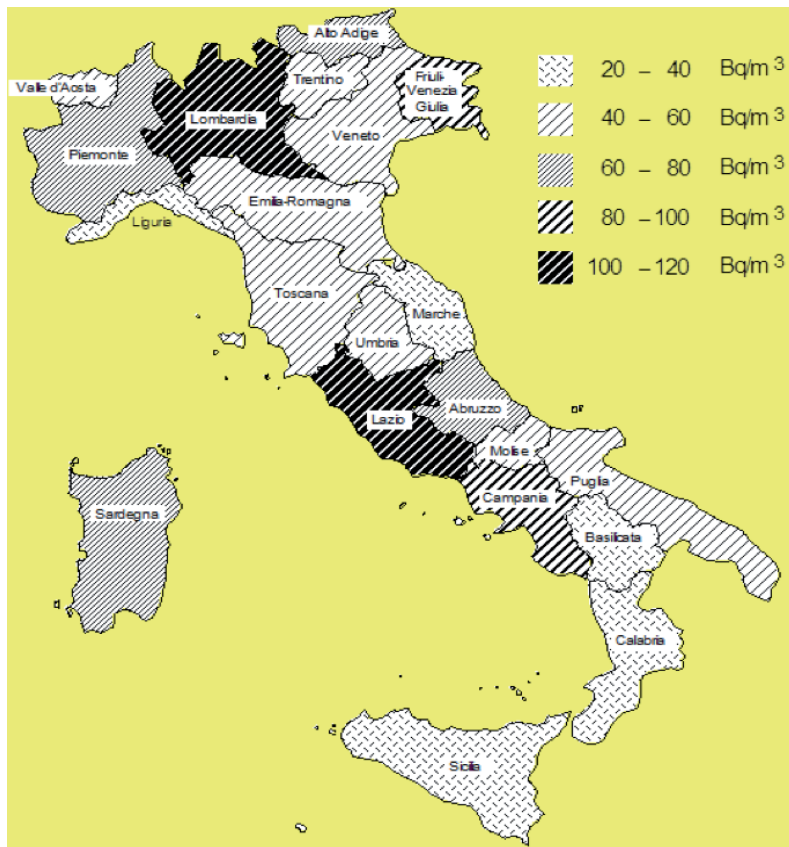 Alto Adige
Valle d'Aosta
Trentino
Friuli-
Venezia
Giulia
Lombardia
Veneto
Piemonte
Emilia-Romagna
Liguria
Toscana
Marche
Umbria
Lazio
Abruzzo
Molise
Puglia
Campania
Sardegna
Basilicata
Calabria
Sicilia
20 – 40 Bq/m³
40 – 60 Bq/m³
60 – 80 Bq/m³
80 – 100 Bq/m³
100 – 120 Bq/m³